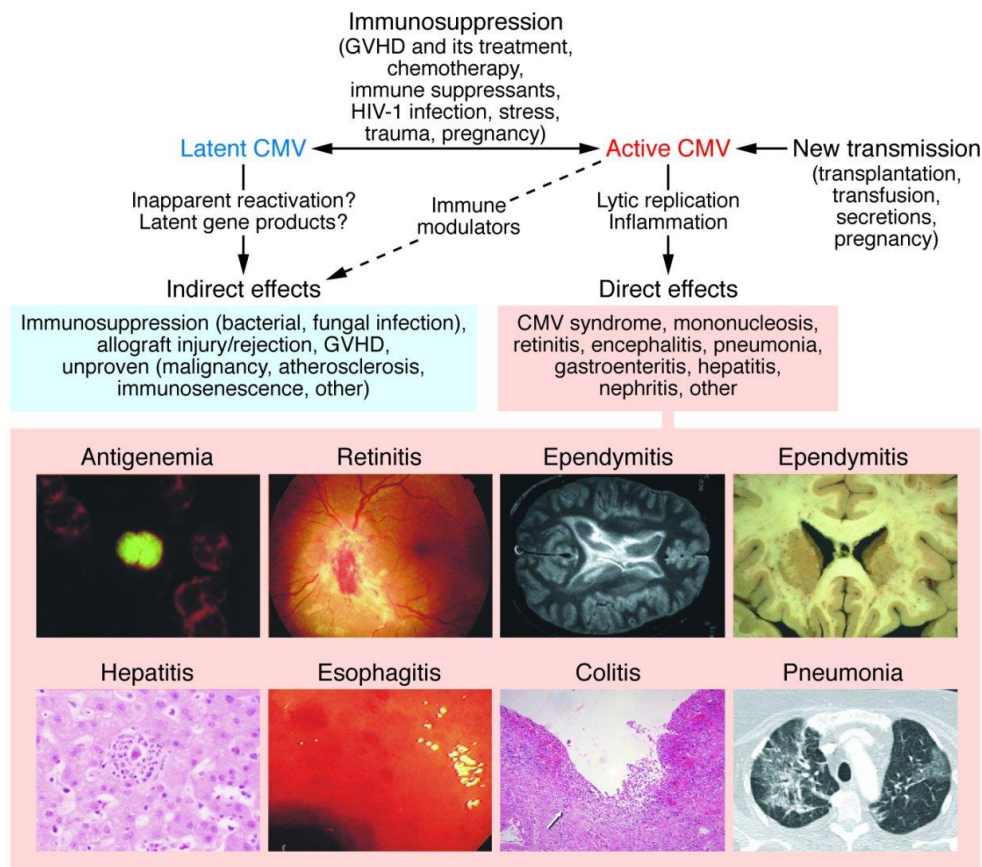 Immunosuppression
(GVHD and its treatment,
chemotherapy,
immune suppressants,
HIV-1 infection, stress,
trauma, pregnancy)
Latent CMV
Active CMV
New transmission
(transplantation,
transfusion,
secretions,
pregnancy)
Inapparent reactivation?
Latent gene products?
Immune
modulators
Lytic replication
Inflammation
Indirect effects
Direct effects
Immunosuppression (bacterial, fungal infection),
allograft injury/rejection, GVHD,
unproven (malignancy, atherosclerosis,
immunosenescence, other)
CMV syndrome, mononucleosis,
retinitis, encephalitis, pneumonia,
gastroenteritis, hepatitis,
nephritis, other
Antigenemia
Retinitis
Ependymitis
Ependymitis
Hepatitis
Esophagitis
Colitis
Pneumonia